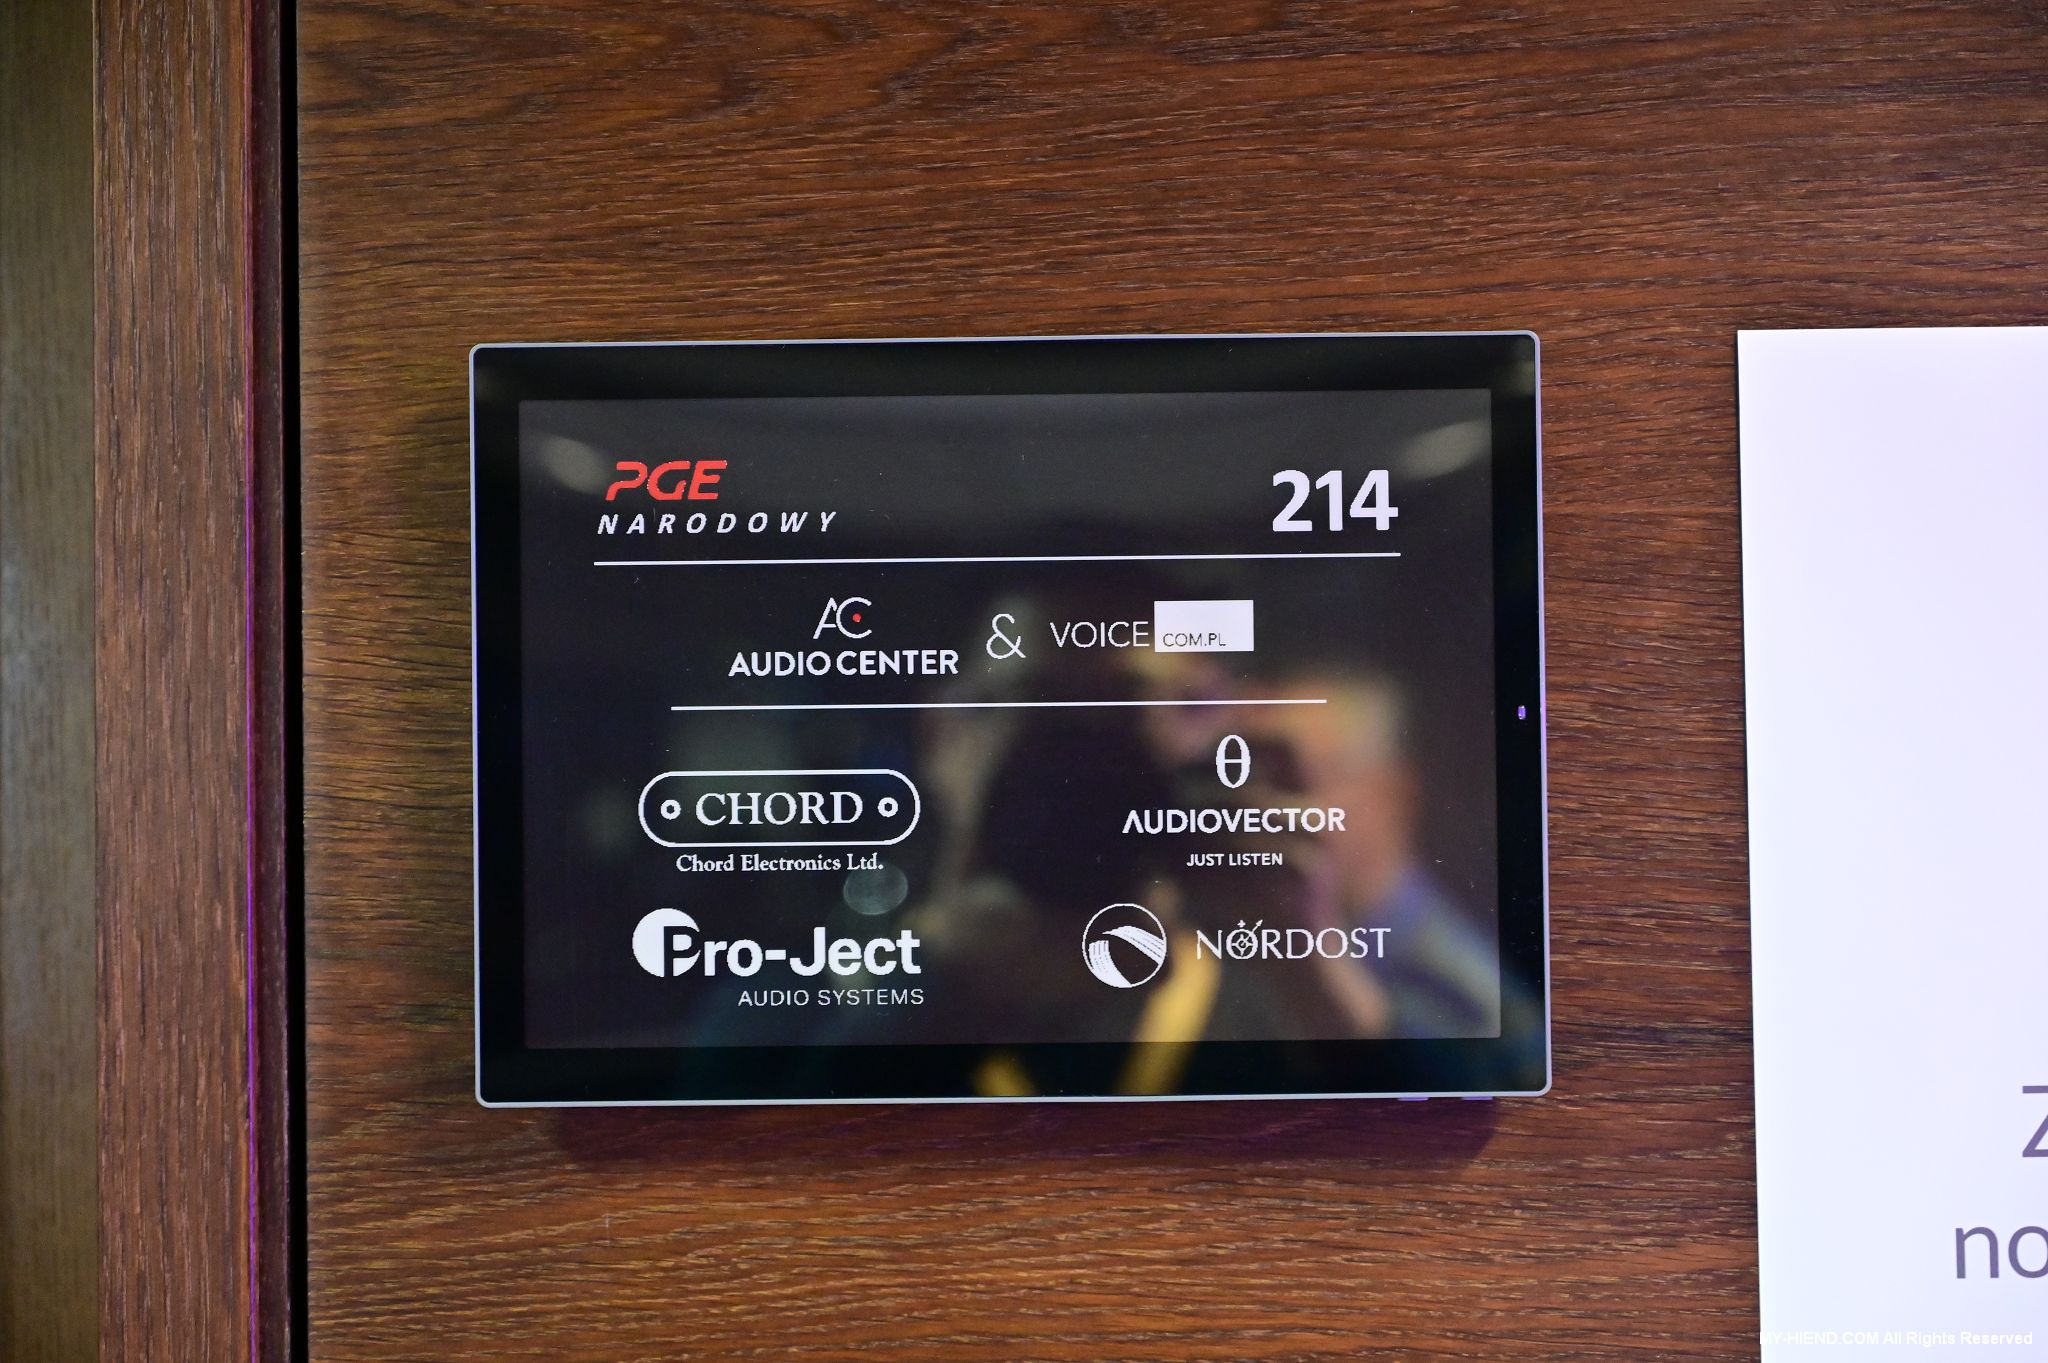 PGE
NARODOWY
214
AC
AUDIO CENTER
&
VOICE COM.PL
CHORD
Chord Electronics Ltd.
AUDIOVECTOR
JUST LISTEN
Pro-Ject
AUDIO SYSTEMS
NORDOST
Z
no
MY-HIEND.COM All Rights Reserved